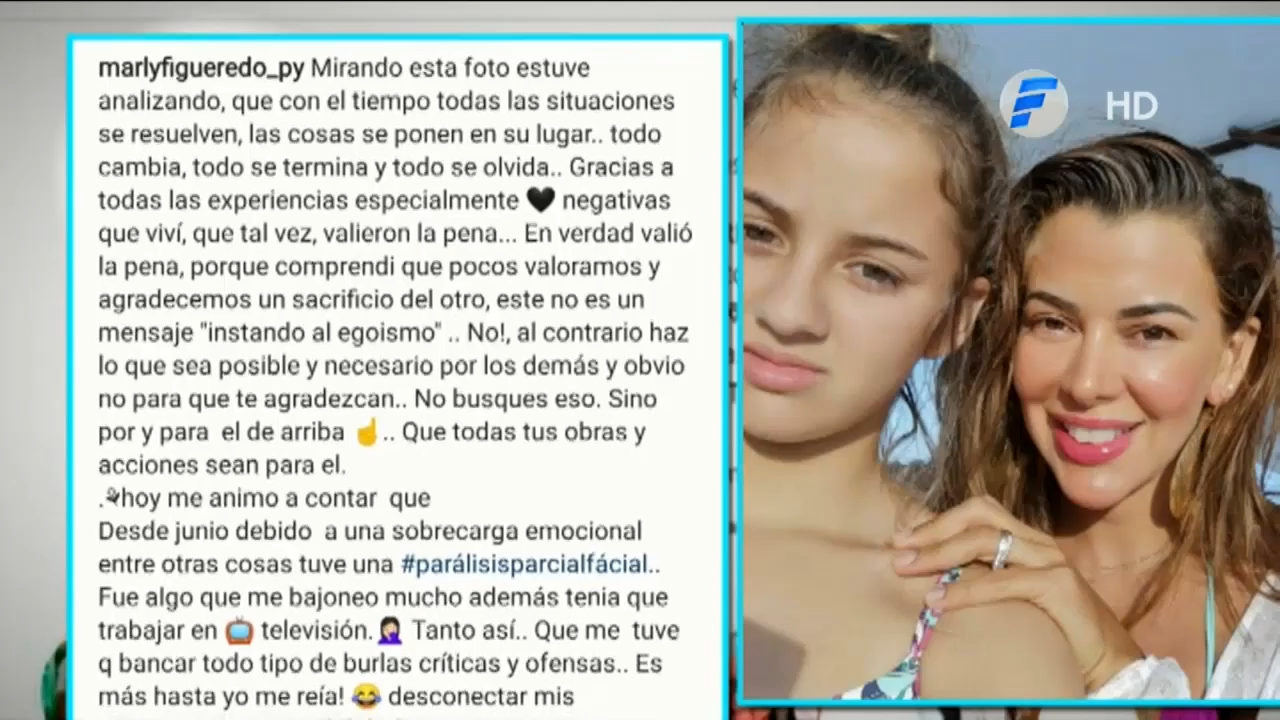 marlyfigueredo_py Mirando esta foto estuve
analizando, que con el tiempo todas las situaciones
se resuelven, las cosas se ponen en su lugar.. todo
cambia, todo se termina y todo se olvida.. Gracias a
todas las experiencias especialmente 🖤 negativas
que viví, que tal vez, valieron la pena... En verdad valió
la pena, porque comprendi que pocos valoramos y
agradecemos un sacrificio del otro, este no es un
mensaje "instando al egoismo" .. No!, al contrario haz
lo que sea posible y necesario por los demás y obvio
no para que te agradezcan.. No busques eso. Sino
por y para el de arriba ☝️.. Que todas tus obras y
acciones sean para el.
.🎤hoy me animo a contar que
Desde junio debido a una sobrecarga emocional
entre otras cosas tuve una #parálisisparcialfácial..
Fue algo que me bajoneo mucho además tenia que
trabajar en 📺 televisión.🤦🏻‍♀️ Tanto así.. Que me tuve
q bancar todo tipo de burlas críticas y ofensas.. Es
más hasta yo me reía! 😂 desconectar mis
HD